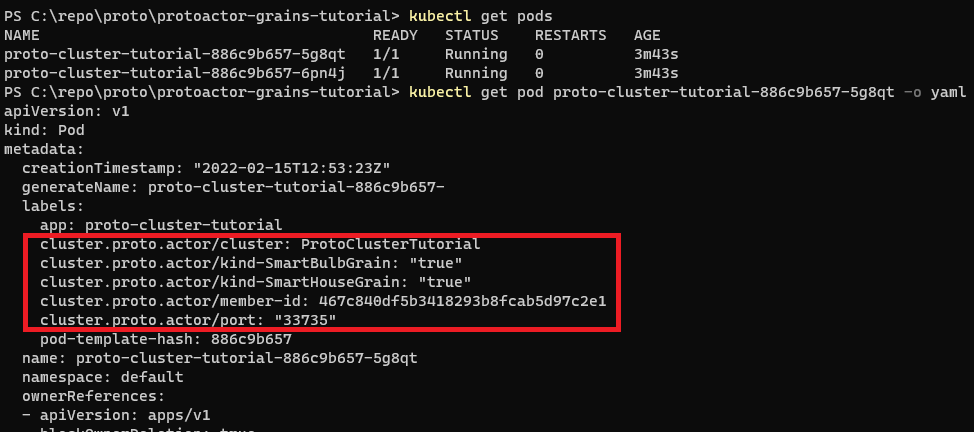 PS C:\repo\proto\protoactor-grains-tutorial> kubectl get pods
NAME                                     READY   STATUS    RESTARTS   AGE
proto-cluster-tutorial-886c9b657-5g8qt   1/1     Running   0          3m43s
proto-cluster-tutorial-886c9b657-6pn4j   1/1     Running   0          3m43s
PS C:\repo\proto\protoactor-grains-tutorial> kubectl get pod proto-cluster-tutorial-886c9b657-5g8qt -o yaml
apiVersion: v1
kind: Pod
metadata:
  creationTimestamp: "2022-02-15T12:53:23Z"
  generateName: proto-cluster-tutorial-886c9b657-
  labels:
    app: proto-cluster-tutorial
    cluster.proto.actor/cluster: ProtoClusterTutorial
    cluster.proto.actor/kind-SmartBulbGrain: "true"
    cluster.proto.actor/kind-SmartHouseGrain: "true"
    cluster.proto.actor/member-id: 467c840df5b3418293b8fcab5d97c2e1
    cluster.proto.actor/port: "33735"
    pod-template-hash: 886c9b657
  name: proto-cluster-tutorial-886c9b657-5g8qt
  namespace: default
  ownerReferences:
  - apiVersion: apps/v1
    blockOwnerDeletion: true